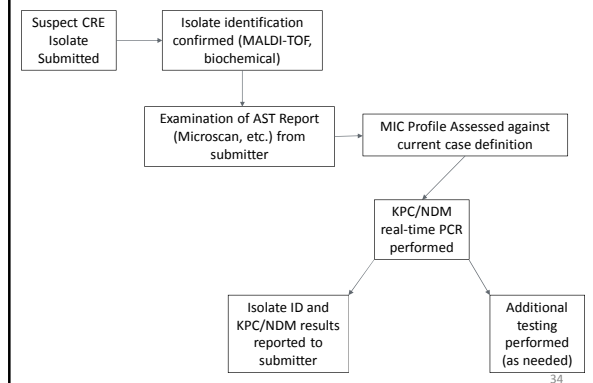 Suspect CRE
Isolate
Submitted
Isolate identification
confirmed (MALDI-TOF,
biochemical)
Examination of AST Report
(Microscan, etc.) from
submitter
MIC Profile Assessed against
current case definition
KPC/NDM
real-time PCR
performed
Isolate ID and
KPC/NDM results
reported to
submitter
Additional
testing
performed
(as needed)
34